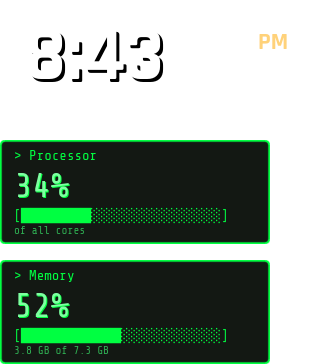 8:43 PM
> Processor
34%
[███████░░░░░░░░░░░░░]
of all cores
> Memory
52%
[██████████░░░░░░░░░░]
3.8 GB of 7.3 GB